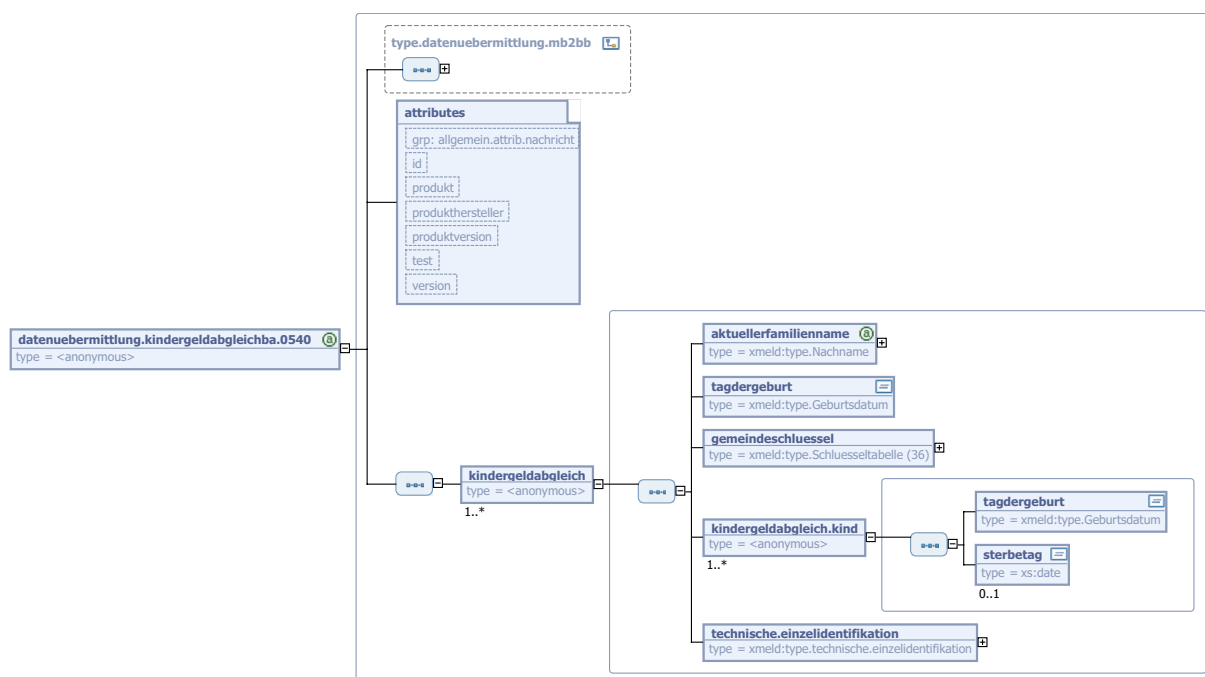 type.datenuebermittlung.mb2bb
attributes
grp: allgemein.attrib.nachricht
id
produkt
produkthersteller
produktversion
test
version
datenuebermittlung.kindergeldabgleichba.0540
type = <anonymous>
kindergeldabgleich
type = <anonymous>
1..*
aktuellerfamilienname
type = xmeld:type.Nachname
tagdergeburt
type = xmeld:type.Geburtsdatum
gemeindeschluessel
type = xmeld:type.Schluesseltabelle (36)
kindergeldabgleich.kind
type = <anonymous>
1..*
tagdergeburt
type = xmeld:type.Geburtsdatum
sterbetag
type = xs:date
0..1
technische.einzelidentifikation
type = xmeld:type.technische.einzelidentifikation